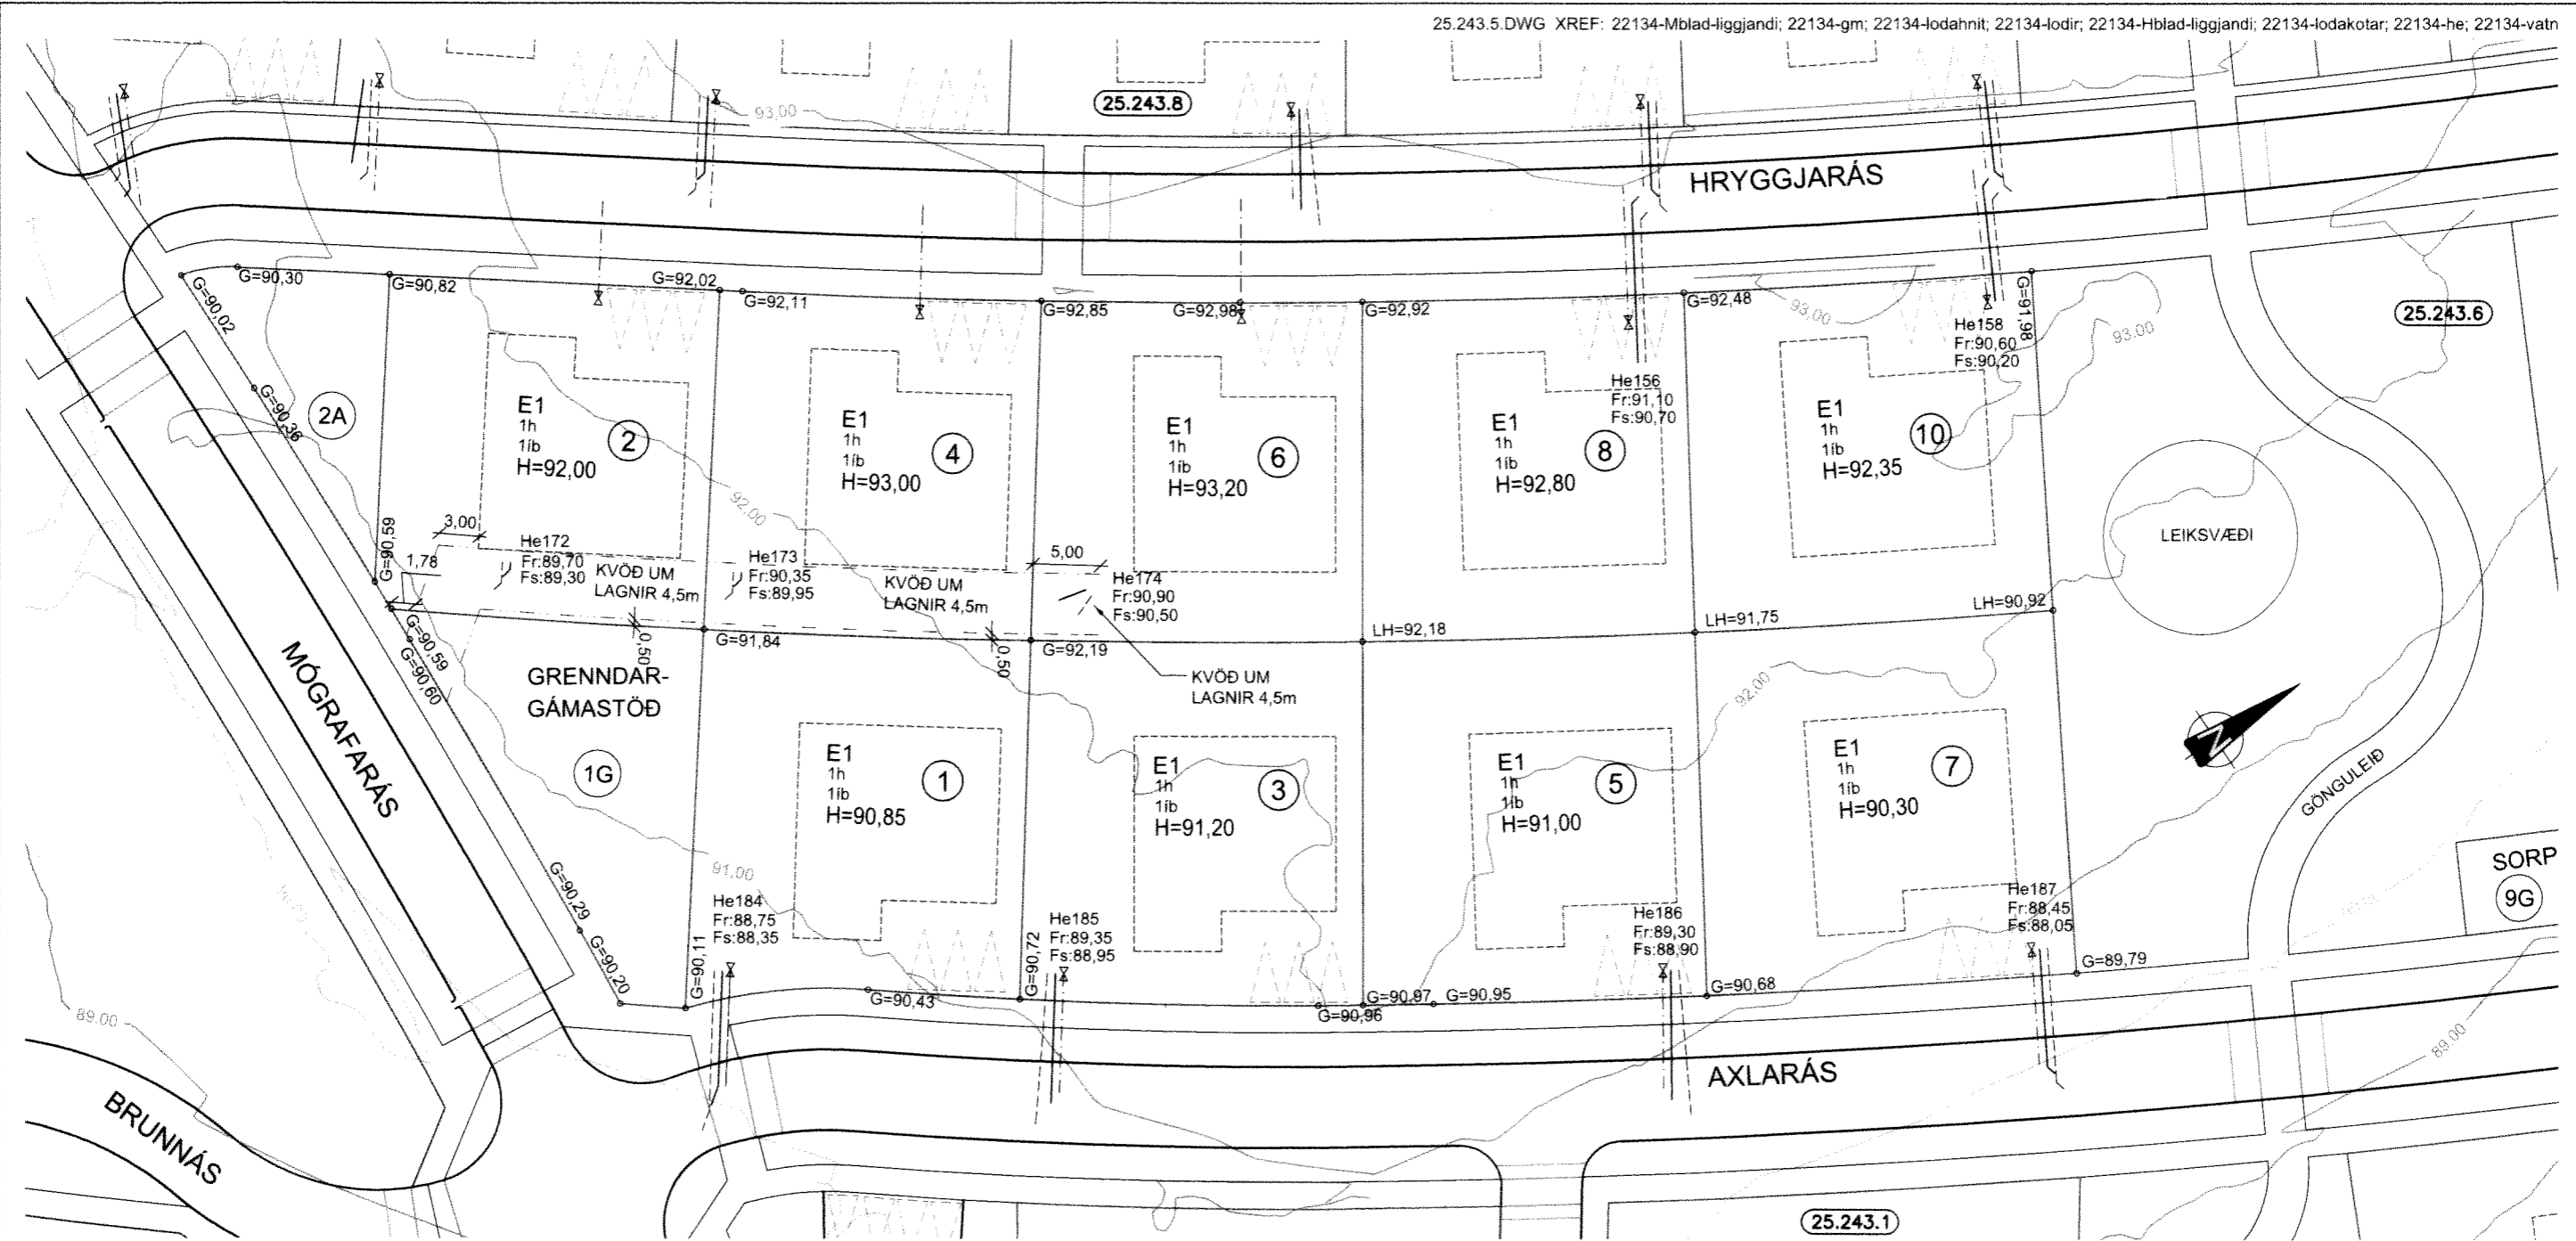 25.243.5.DWG XREF: 22134-Mblad-liggjandi; 22134-gm; 22134-lodahnit; 22134-lodir; 22134-Hblad-liggjandi; 22134-lodakotar; 22134-he; 22134-vatn
25.243.8
93,00
HRYGGJARÁS
G=90,30
G=90,82
G=92,02
G=92,11
G=92,85
G=92,98
G=92,92
G=92,48
G=91,98
G=90,02
G=90,36
93,00
93,00
25.243.6
He158
Fr:90,60
Fs:90,20
2A
E1
1h
1íb
H=92,00
2
E1
1h
1íb
H=93,00
4
E1
1h
1íb
H=93,20
6
E1
1h
1íb
H=92,80
8
He156
Fr:91,10
Fs:90,70
E1
1h
1íb
H=92,35
10
92,00
LEIKSVÆÐI
G=90,59
3,00
1,78
He172
Fr:89,70
Fs:89,30
KVÖÐ UM
LAGNIR 4,5m
He173
Fr:90,35
Fs:89,95
KVÖÐ UM
LAGNIR 4,5m
5,00
He174
Fr:90,90
Fs:90,50
G=90,59
G=90,60
0,50
G=91,84
0,50
G=92,19
LH=92,18
LH=91,75
LH=90,92
KVÖÐ UM
LAGNIR 4,5m
MÓGRAFARÁS
GRENNDAR-
GÁMASTÖÐ
1G
92,00
E1
1h
1íb
H=90,85
1
E1
1h
1íb
H=91,20
3
E1
1h
1íb
H=91,00
5
E1
1h
1íb
H=90,30
7
N
GÖNGULEIÐ
SORP
9G
91,00
G=90,29
G=90,20
G=90,11
He184
Fr:88,75
Fs:88,35
G=90,43
G=90,72
He185
Fr:89,35
Fs:88,95
G=90,96
G=90,97
G=90,95
He186
Fr:89,30
Fs:88,90
G=90,68
He187
Fr:88,45
Fs:88,05
G=89,79
89.00
89.00
BRUNNÁS
AXLARÁS
25.243.1